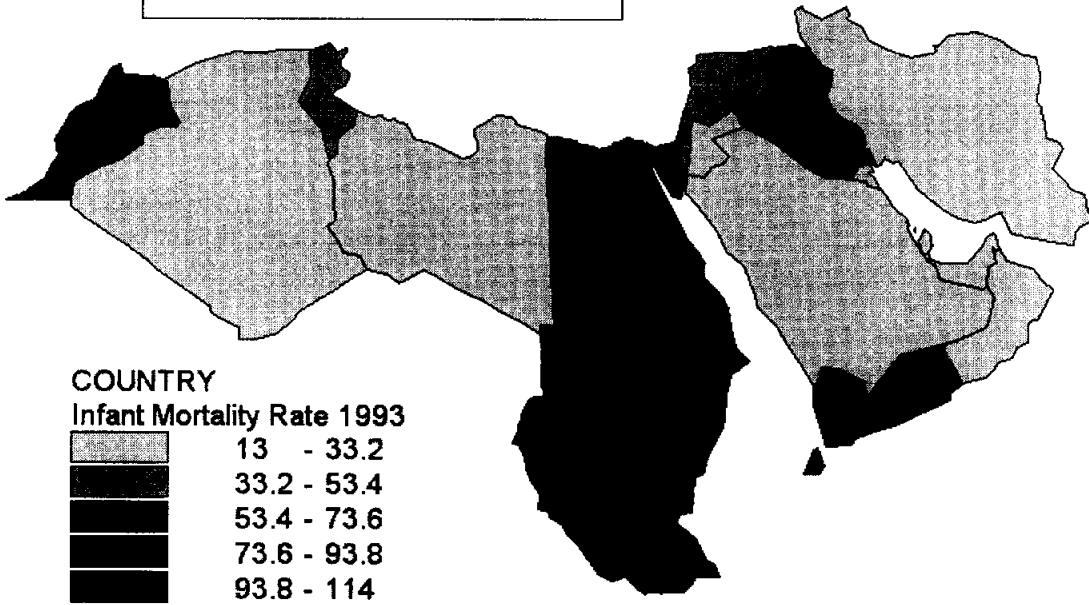 COUNTRY
Infant Mortality Rate 1993
13 - 33.2
33.2 - 53.4
53.4 - 73.6
73.6 - 93.8
93.8 - 114